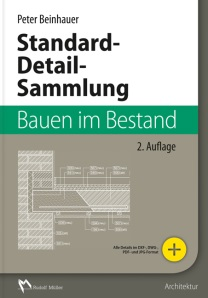 Peter Beinhauer
Standard-
Detail-
Sammlung
Bauen im Bestand
2. Auflage
Alle Details im DXF-, DWG-,
PDF- und JPG-Format
+
Rudolf Müller
Architektur